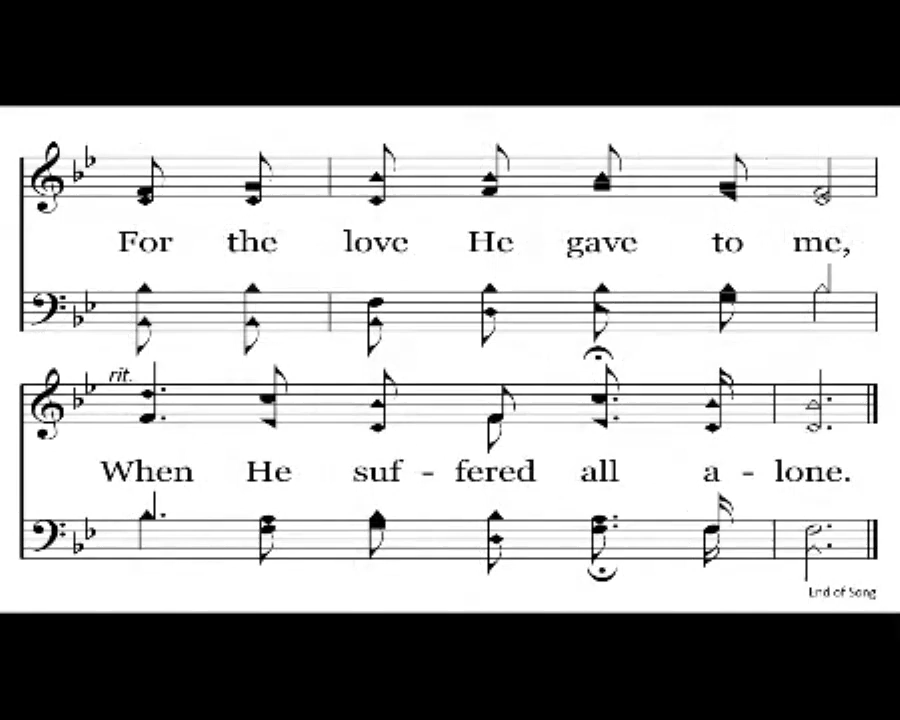 For the love He gave to me,
rit.
When He suf - fered all a - lone.
End of Song